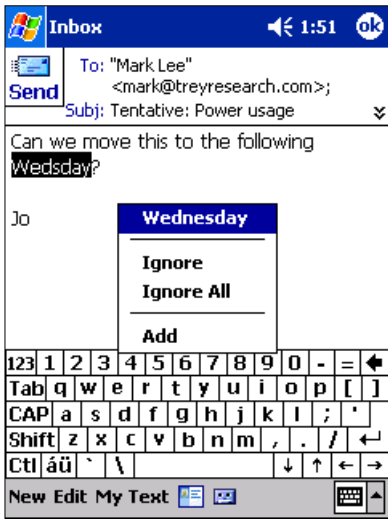 Inbox 1:51 ok
To: "Mark Lee"
<mark@treyresearch.com>;
Send
Subj: Tentative: Power usage
Can we move this to the following
Wedsday?
Jo
Wednesday
Ignore
Ignore All
Add
123 1 2 3 4 5 6 7 8 9 0 - =
Tab q w e r t y u i o p [ ]
CAP a s d f g h j k l ; '
Shift z x c v b n m , . /
Ctl áü ` \
New Edit My Text